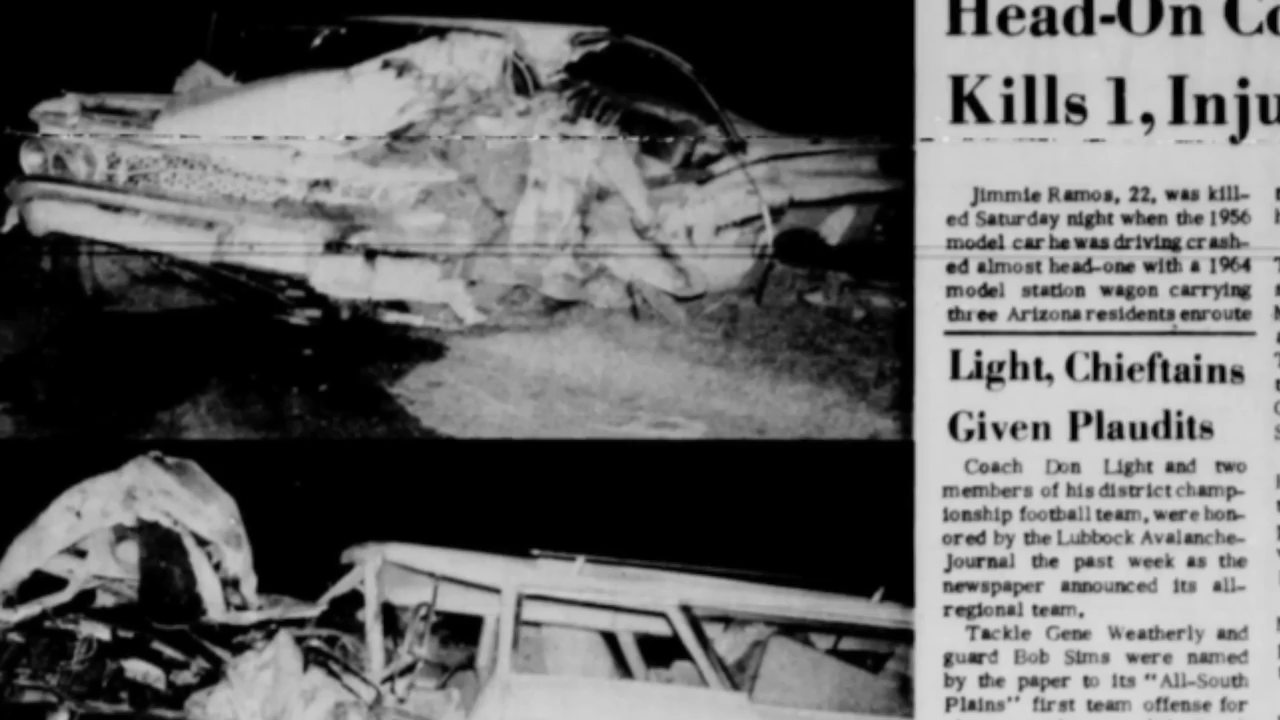 Head-On
Kills 1,
Jimmie Ramos, 22, was kill-
ed Saturday night when the 1956
model car he was driving crash-
ed almost head-one with a 1964
model station wagon carrying
three Arizona residents enroute
Light, Chieftains
Given Plaudits
Coach Don Light and two
members of his district champ-
ionship football team, were hon-
ored by the Lubbock Avalanche-
Journal the past week as the
newspaper announced its all-
regional team.
Tackle Gene Weatherly and
guard Bob Sims were named
by the paper to its "All-South
Plains" first team offense for